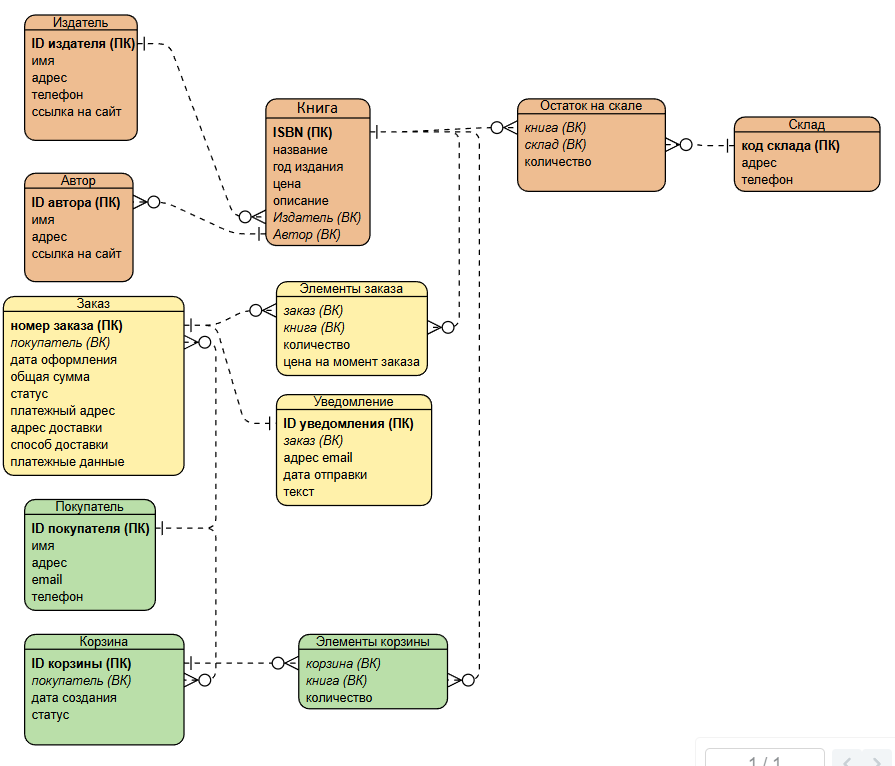 Издатель
ID издателя (ПК)
имя
адрес
телефон
ссылка на сайт
Автор
ID автора (ПК)
имя
адрес
ссылка на сайт
Книга
ISBN (ПК)
название
год издания
цена
описание
Издатель (ВК)
Автор (ВК)
Остаток на скале
книга (ВК)
склад (ВК)
количество
Склад
код склада (ПК)
адрес
телефон
Заказ
номер заказа (ПК)
покупатель (ВК)
дата оформления
общая сумма
статус
платежный адрес
адрес доставки
способ доставки
платежные данные
Элементы заказа
заказ (ВК)
книга (ВК)
количество
цена на момент заказа
Уведомление
ID уведомления (ПК)
заказ (ВК)
адрес email
дата отправки
текст
Покупатель
ID покупателя (ПК)
имя
адрес
email
телефон
Корзина
ID корзины (ПК)
покупатель (ВК)
дата создания
статус
Элементы корзины
корзина (ВК)
книга (ВК)
количество
1 / 1